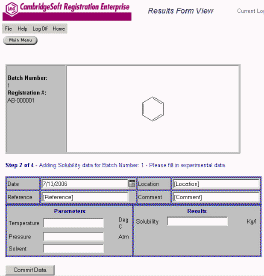 CambridgeSoft Registration Enterprise Results Form View Current Lo
File Help Log Off Home
Main Menu
Batch Number:
1
Registration #:
AB-000001
Step 2 of 4 - Adding Solubility data for Batch Number: 1 - Please fill in experimental data.
Date 7/13/2006 Location [Location]
Reference [Reference] Comment [Comment]
Parameters Results
Temperature Deg C Solubility Kg/l
Pressure Atm
Solvent
Commit Data